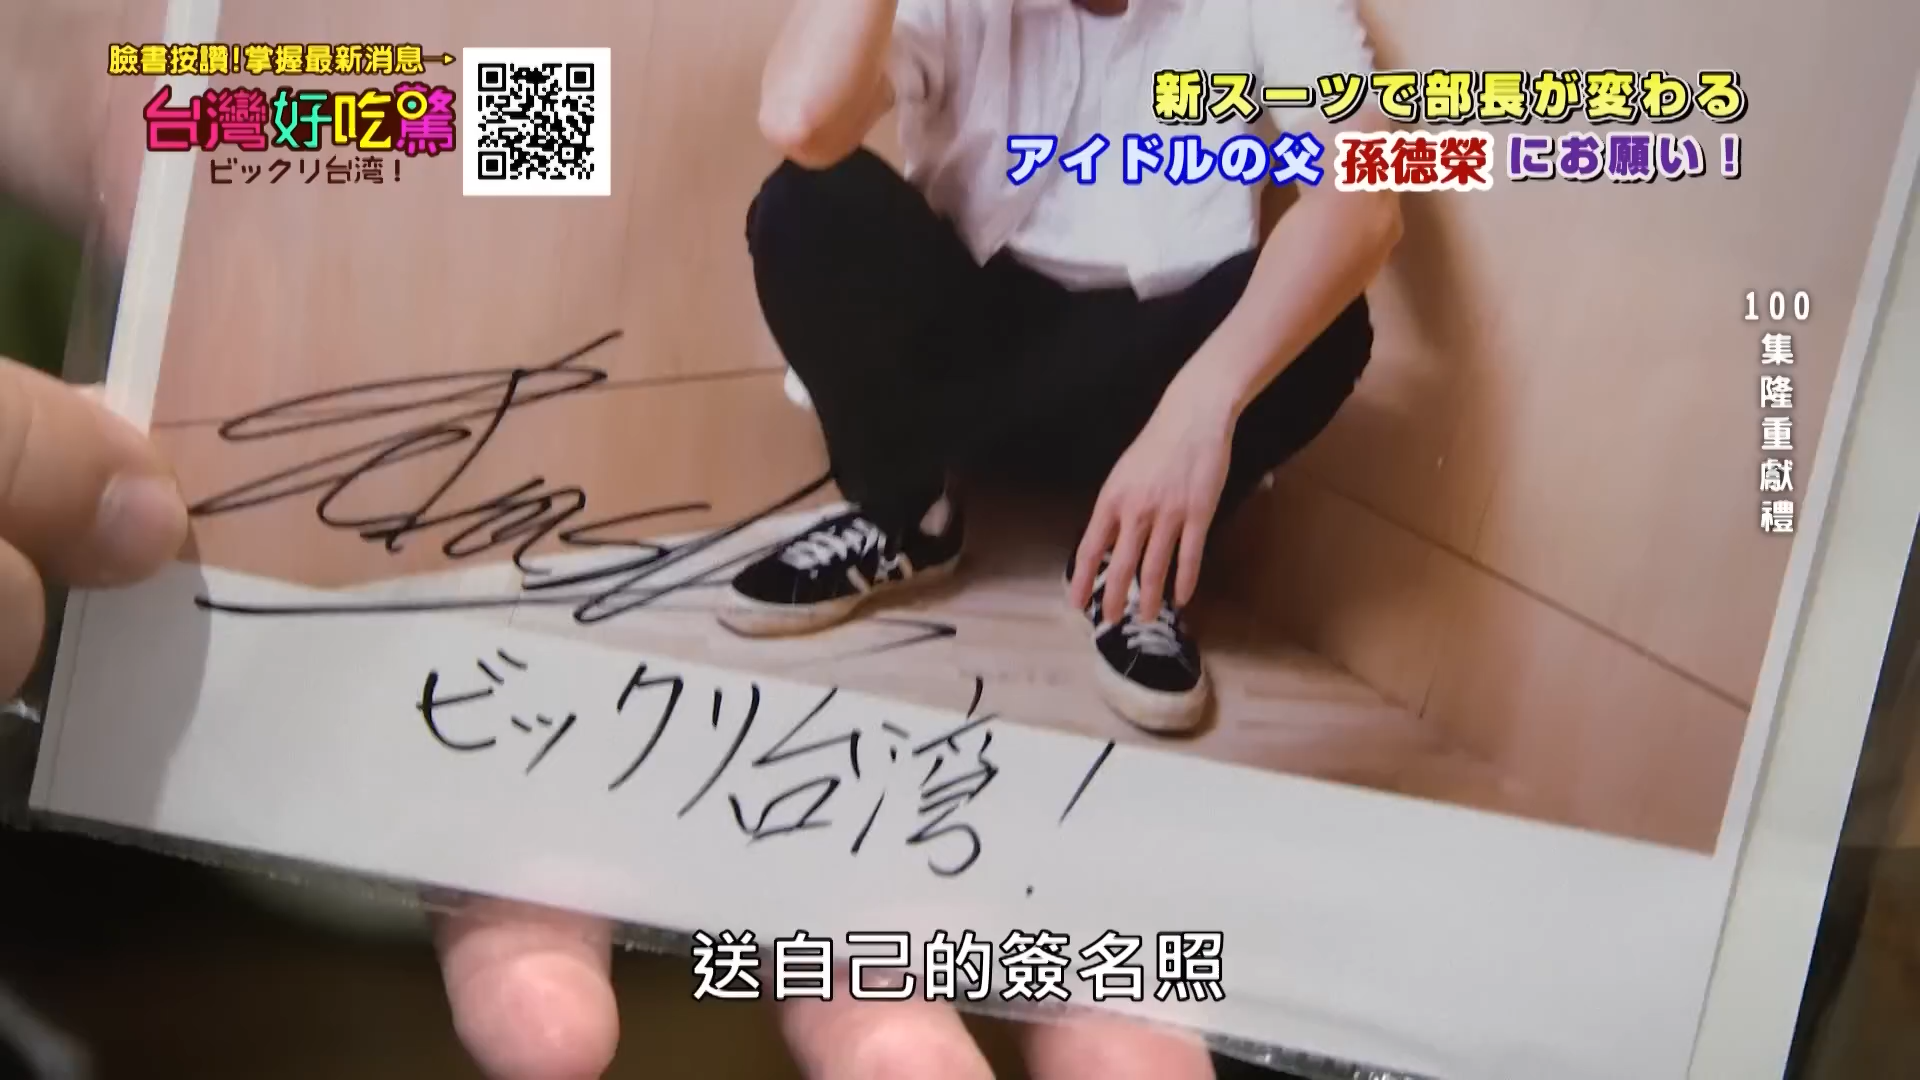 臉書按讚!掌握最新消息→
台灣好吃驚
ビックリ台湾!
新スーツで部長が変わる
アイドルの父 孫德榮 にお願い!
100集隆重獻禮
ビックリ台湾!
送自己的簽名照